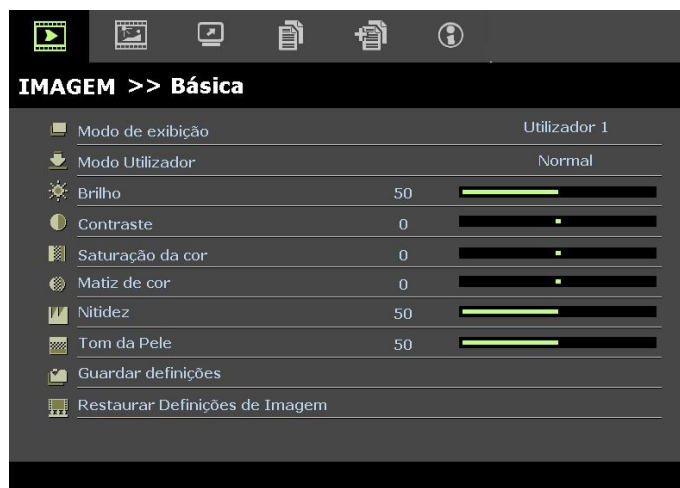 IMAGEM >> Básica
Modo de exibição Utilizador 1
Modo Utilizador Normal
Brilho 50
Contraste 0
Saturação da cor 0
Matiz de cor 0
Nitidez 50
Tom da Pele 50
Guardar definições
Restaurar Definições de Imagem